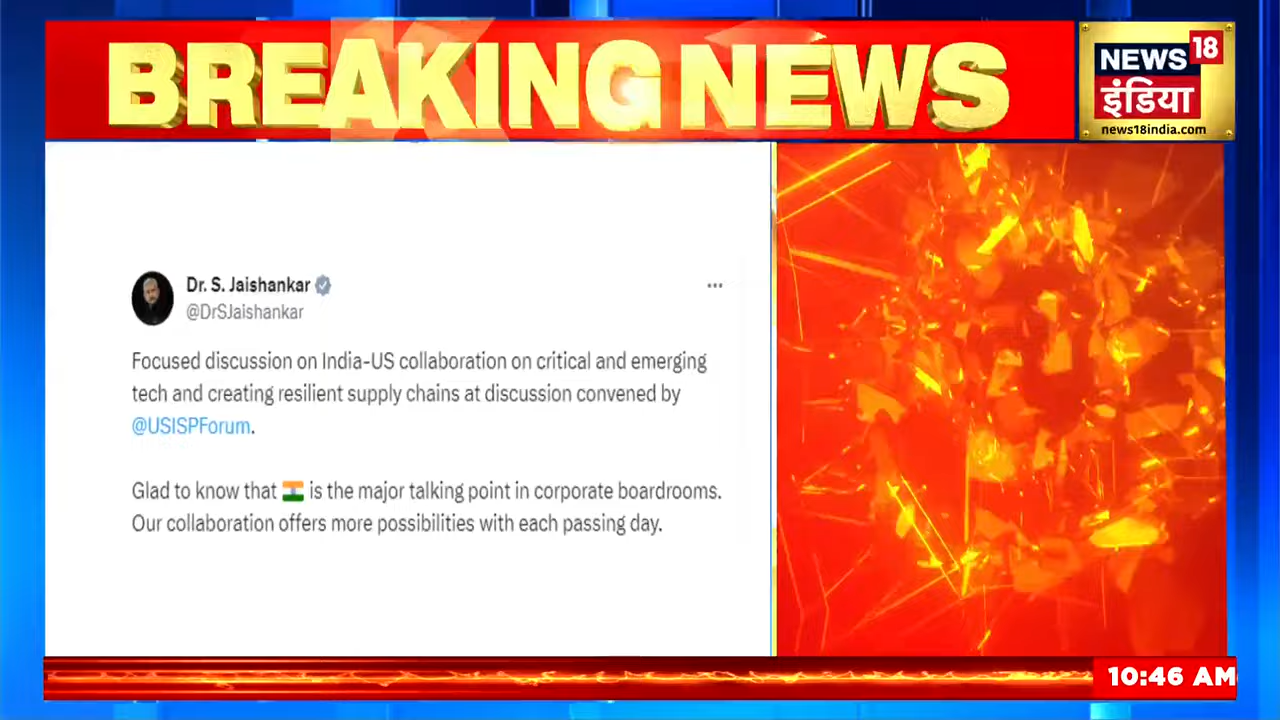 BREAKING NEWS
NEWS 18
इंडिया
news18india.com
Dr. S. Jaishankar
@DrSJaishankar
Focused discussion on India-US collaboration on critical and emerging
tech and creating resilient supply chains at discussion convened by
@USISPForum.
Glad to know that 🇮🇳 is the major talking point in corporate boardrooms.
Our collaboration offers more possibilities with each passing day.
10:46 AM